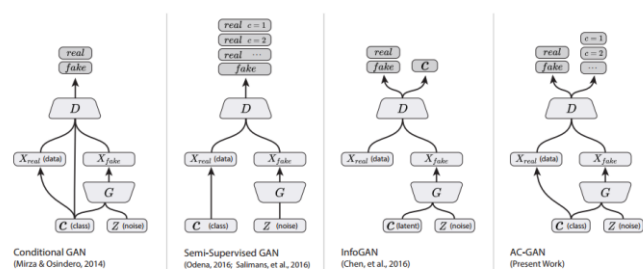 real
fake
D
X_real (data)
X_fake
G
C (class)
Z (noise)
Conditional GAN
(Mirza & Osindero, 2014)
real c = 1
real c = 2
real ...
fake
D
X_real (data)
X_fake
G
C (class)
Z (noise)
Semi-Supervised GAN
(Odena, 2016; Salimans, et al., 2016)
real
fake
C
D
X_real (data)
X_fake
G
C (latent)
Z (noise)
InfoGAN
(Chen, et al., 2016)
real
fake
c = 1
c = 2
...
D
X_real (data)
X_fake
G
C (class)
Z (noise)
AC-GAN
(Present Work)